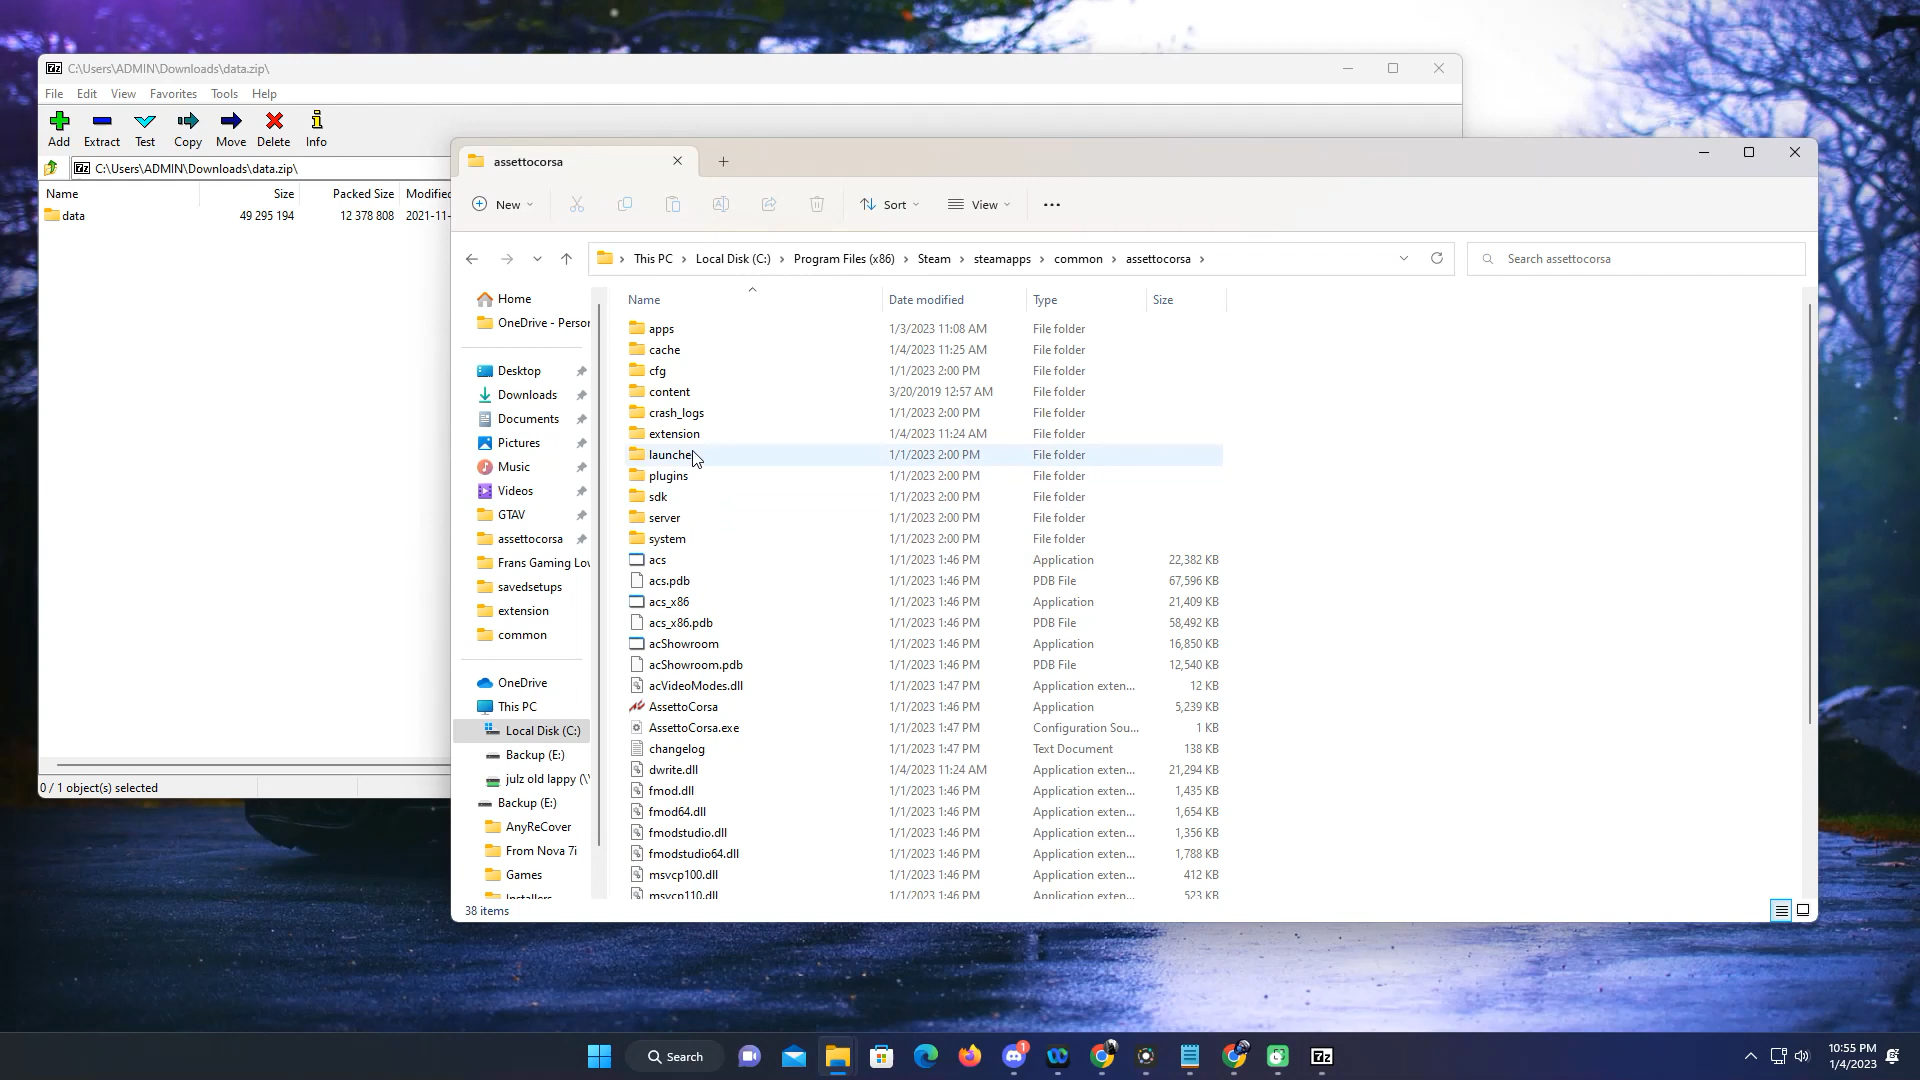 C:\Users\ADMIN\Downloads\data.zip\
File Edit View Favorites Tools Help
Add Extract Test Copy Move Delete Info
C:\Users\ADMIN\Downloads\data.zip\
Name Size Packed Size Modified
data 49 295 194 12 378 808 2021-11-
0 / 1 object(s) selected
assettocorsa
New Sort View
This PC Local Disk (C:) Program Files (x86) Steam steamapps common assettocorsa
Search assettocorsa
Home
OneDrive - Person
Desktop
Downloads
Documents
Pictures
Music
Videos
GTAV
assettocorsa
Frans Gaming Lov
savedsetups
extension
common
OneDrive
This PC
Local Disk (C:)
Backup (E:)
julz old lappy (\\
Backup (E:)
AnyReCover
From Nova 7i
Games
Installers
Name Date modified Type Size
apps 1/3/2023 11:08 AM File folder
cache 1/4/2023 11:25 AM File folder
cfg 1/1/2023 2:00 PM File folder
content 3/20/2019 12:57 AM File folder
crash_logs 1/1/2023 2:00 PM File folder
extension 1/4/2023 11:24 AM File folder
launche 1/1/2023 2:00 PM File folder
plugins 1/1/2023 2:00 PM File folder
sdk 1/1/2023 2:00 PM File folder
server 1/1/2023 2:00 PM File folder
system 1/1/2023 2:00 PM File folder
acs 1/1/2023 1:46 PM Application 22,382 KB
acs.pdb 1/1/2023 1:46 PM PDB File 67,596 KB
acs_x86 1/1/2023 1:46 PM Application 21,409 KB
acs_x86.pdb 1/1/2023 1:46 PM PDB File 58,492 KB
acShowroom 1/1/2023 1:46 PM Application 16,850 KB
acShowroom.pdb 1/1/2023 1:46 PM PDB File 12,540 KB
acVideoModes.dll 1/1/2023 1:47 PM Application exten... 12 KB
AssettoCorsa 1/1/2023 1:46 PM Application 5,239 KB
AssettoCorsa.exe 1/1/2023 1:47 PM Configuration Sou... 1 KB
changelog 1/1/2023 1:47 PM Text Document 138 KB
dwrite.dll 1/4/2023 11:24 AM Application exten... 21,294 KB
fmod.dll 1/1/2023 1:46 PM Application exten... 1,435 KB
fmod64.dll 1/1/2023 1:46 PM Application exten... 1,654 KB
fmodstudio.dll 1/1/2023 1:46 PM Application exten... 1,356 KB
fmodstudio64.dll 1/1/2023 1:46 PM Application exten... 1,788 KB
msvcp100.dll 1/1/2023 1:46 PM Application exten... 412 KB
msvcp110.dll 1/1/2023 1:46 PM Application exten... 523 KB
38 items
Search
1
7z
10:55 PM
1/4/2023